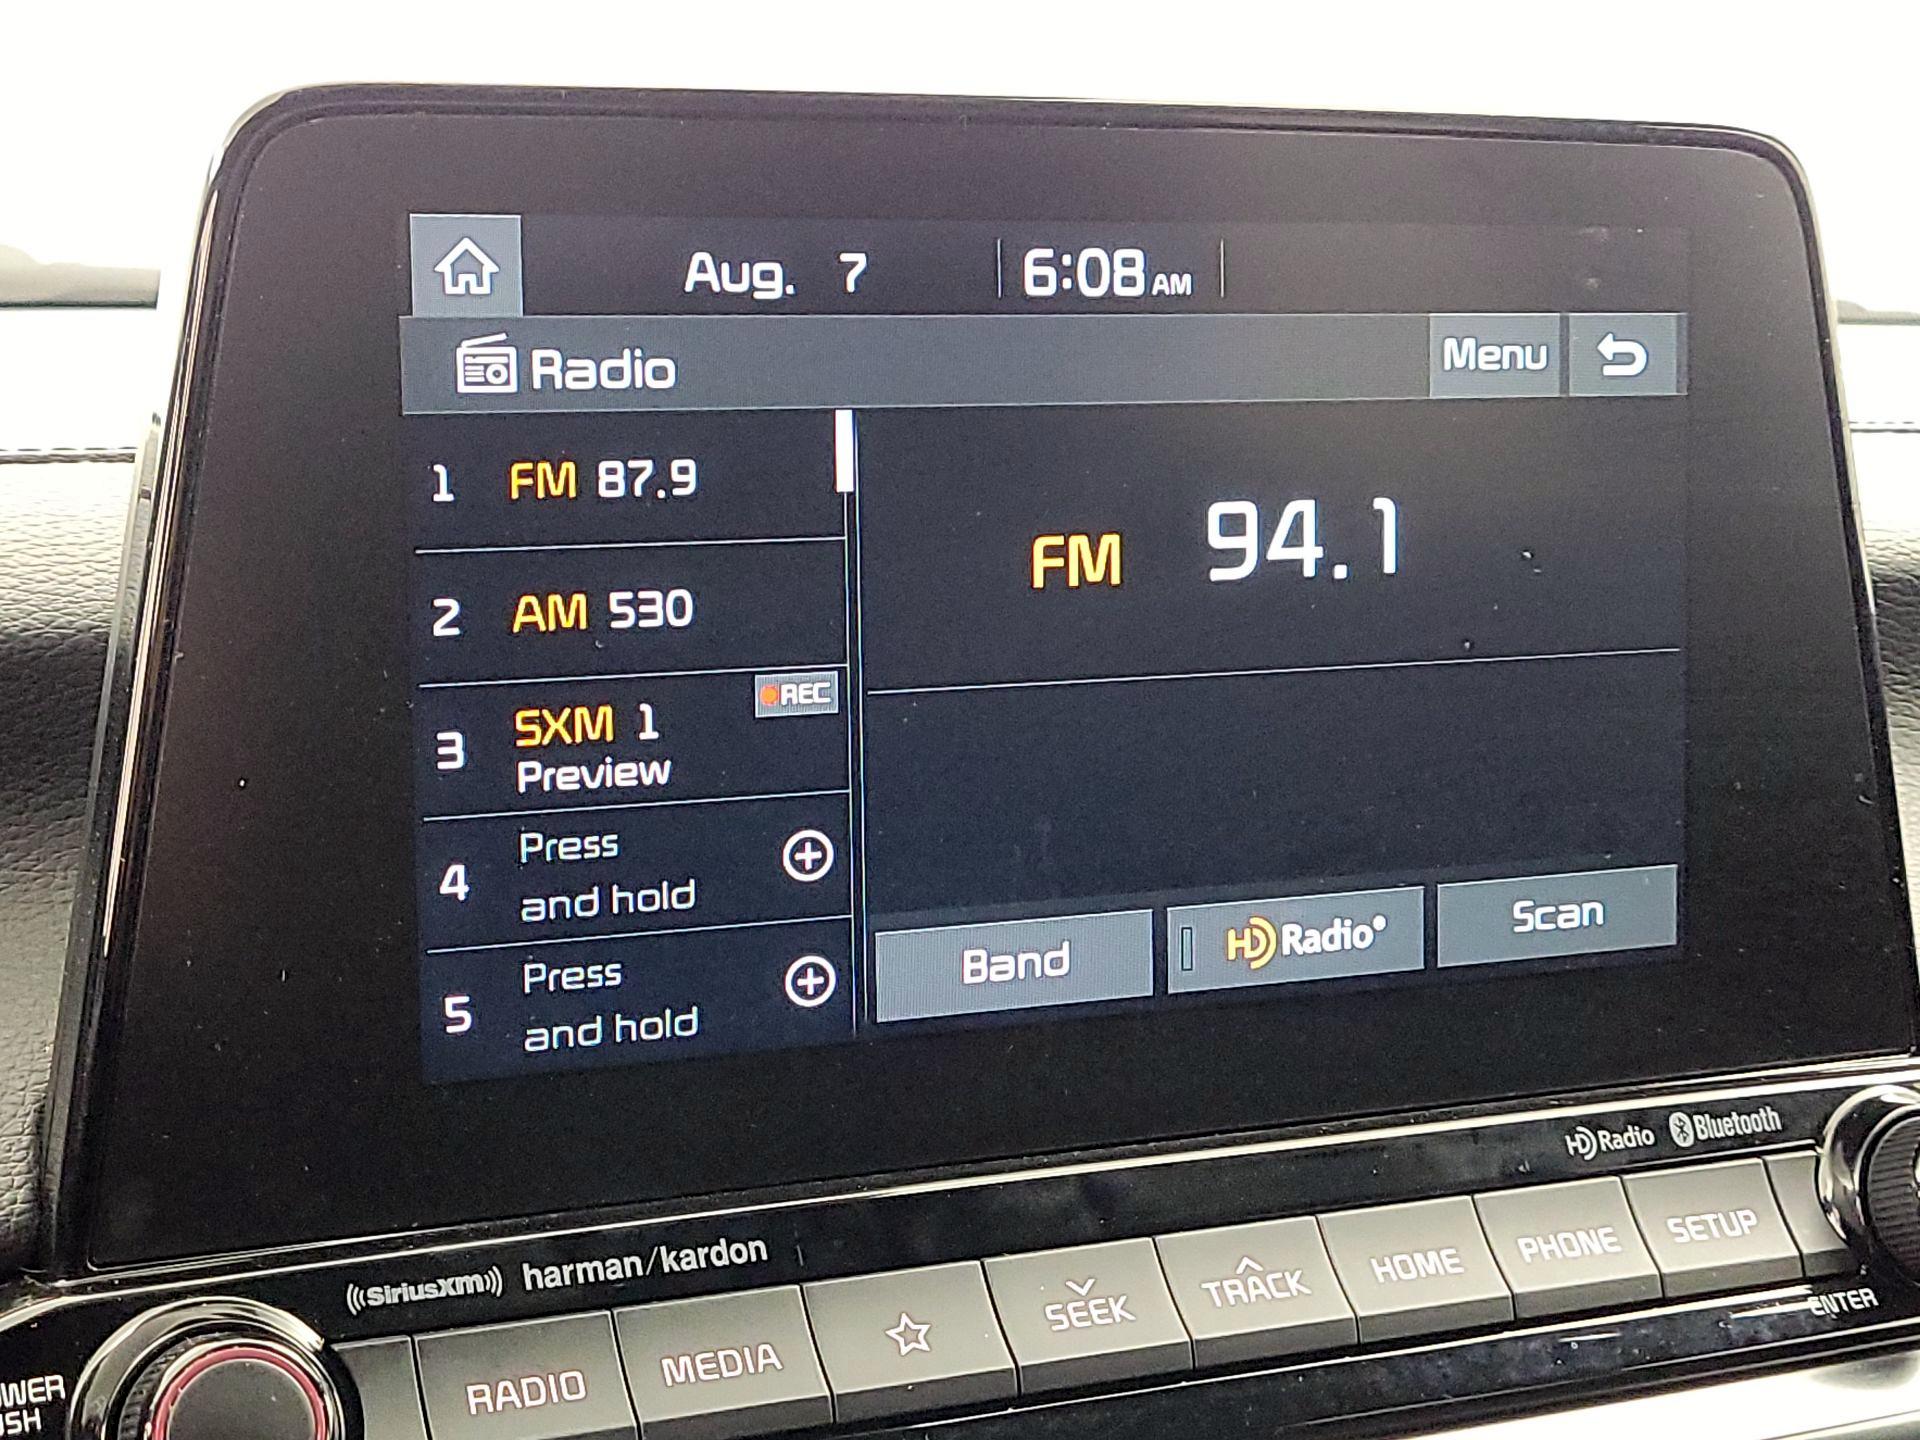 Aug. 7
6:08 AM
Radio
Menu
1 FM 87.9
FM 94.1
2 AM 530
3 SXM 1
REC
Preview
4 Press
and hold
5 Press
and hold
Band
HD Radio
Scan
HD Radio
Bluetooth
((SiriusXM))
harman/kardon
RADIO
MEDIA
SEEK
TRACK
HOME
PHONE
SETUP
ENTER